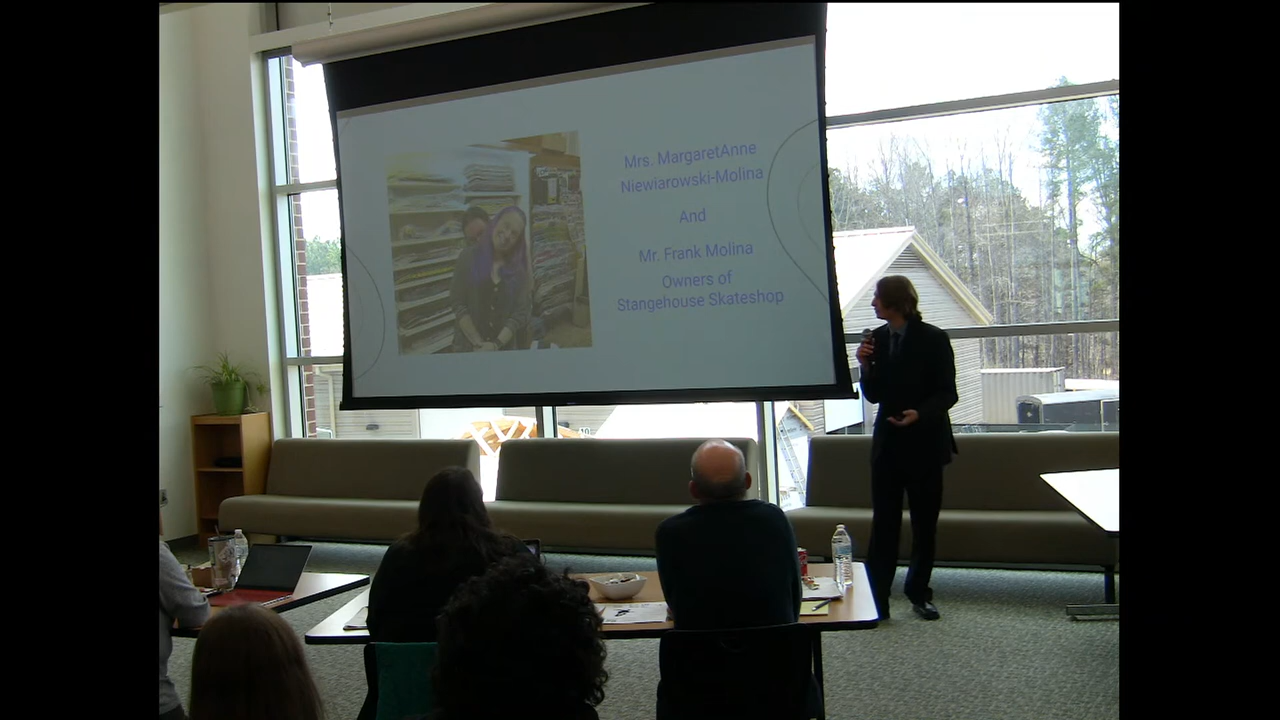 Mrs. MargaretAnne
Niewiarowski-Molina
And
Mr. Frank Molina
Owners of
Stangehouse Skateshop